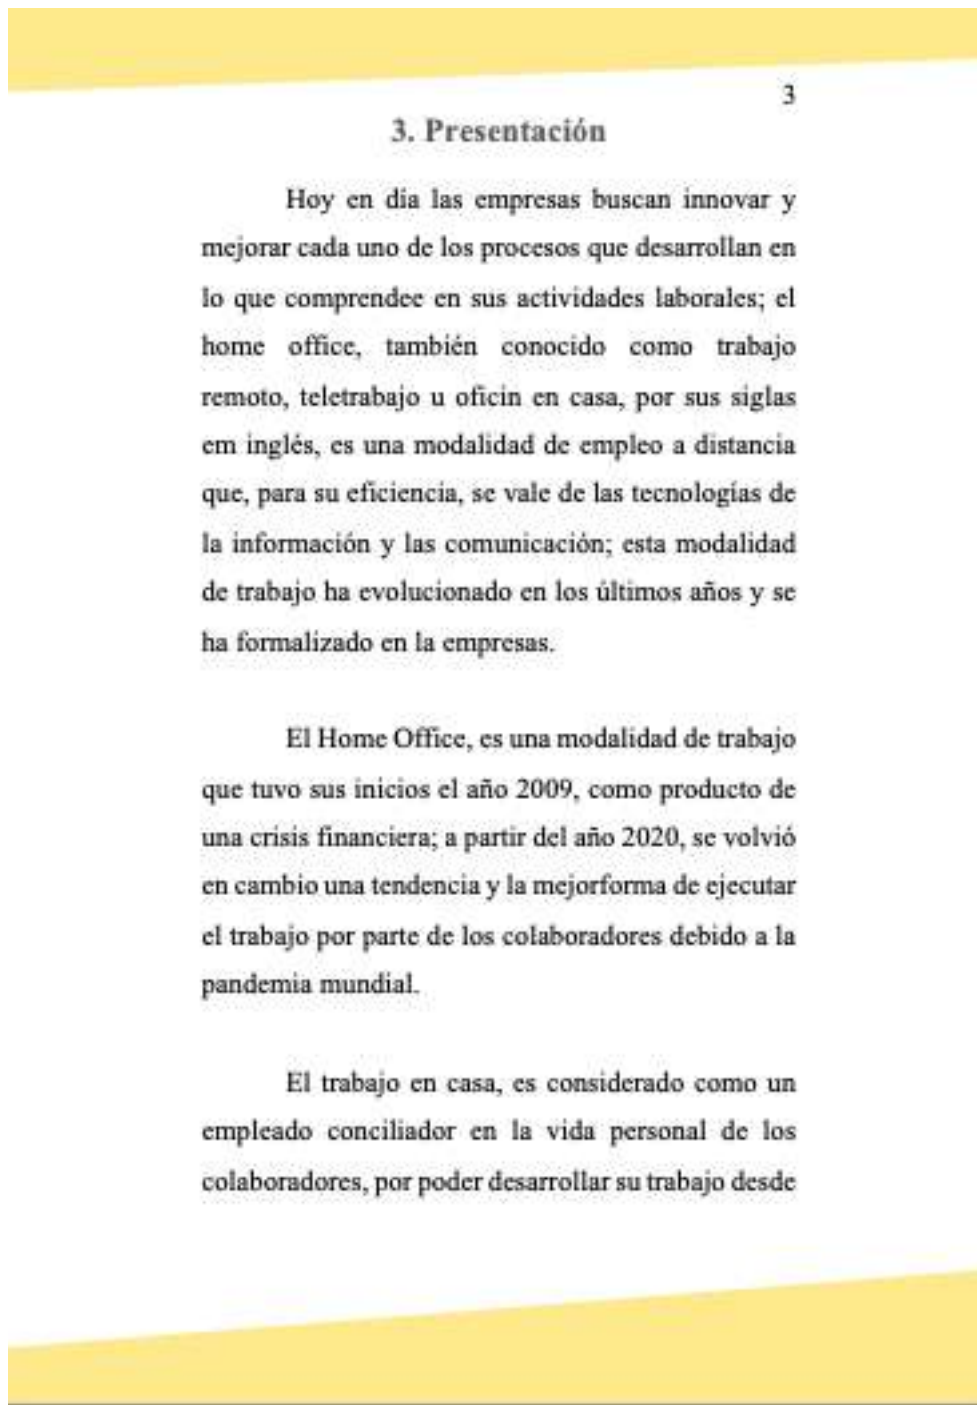 3
3. Presentación
Hoy en día las empresas buscan innovar y
mejorar cada uno de los procesos que desarrollan en
lo que comprendee en sus actividades laborales; el
home office, también conocido como trabajo
remoto, teletrabajo u oficin en casa, por sus siglas
em inglés, es una modalidad de empleo a distancia
que, para su eficiencia, se vale de las tecnologías de
la información y las comunicación; esta modalidad
de trabajo ha evolucionado en los últimos años y se
ha formalizado en la empresas.
El Home Office, es una modalidad de trabajo
que tuvo sus inicios el año 2009, como producto de
una crisis financiera; a partir del año 2020, se volvió
en cambio una tendencia y la mejorforma de ejecutar
el trabajo por parte de los colaboradores debido a la
pandemia mundial.
El trabajo en casa, es considerado como un
empleado conciliador en la vida personal de los
colaboradores, por poder desarrollar su trabajo desde